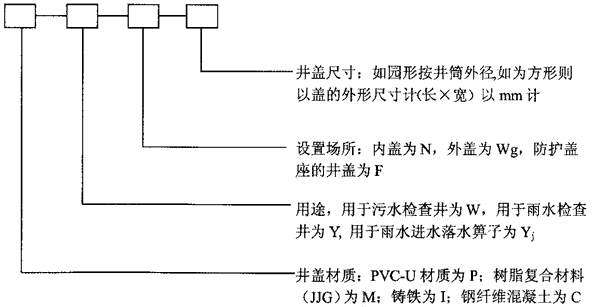 井盖尺寸：如园形按井筒外径,如为方形则
以盖的外形尺寸计(长×宽）以 mm 计
设置场所：内盖为 N，外盖为 Wg，防护盖
座的井盖为 F
用途，用于污水检查井为 W，用于雨水检查
井为 Y, 用于雨水进水落水箅子为 Yj
井盖材质：PVC-U 材质为 P；树脂复合材料
（JJG）为 M；铸铁为 I；钢纤维混凝土为 C